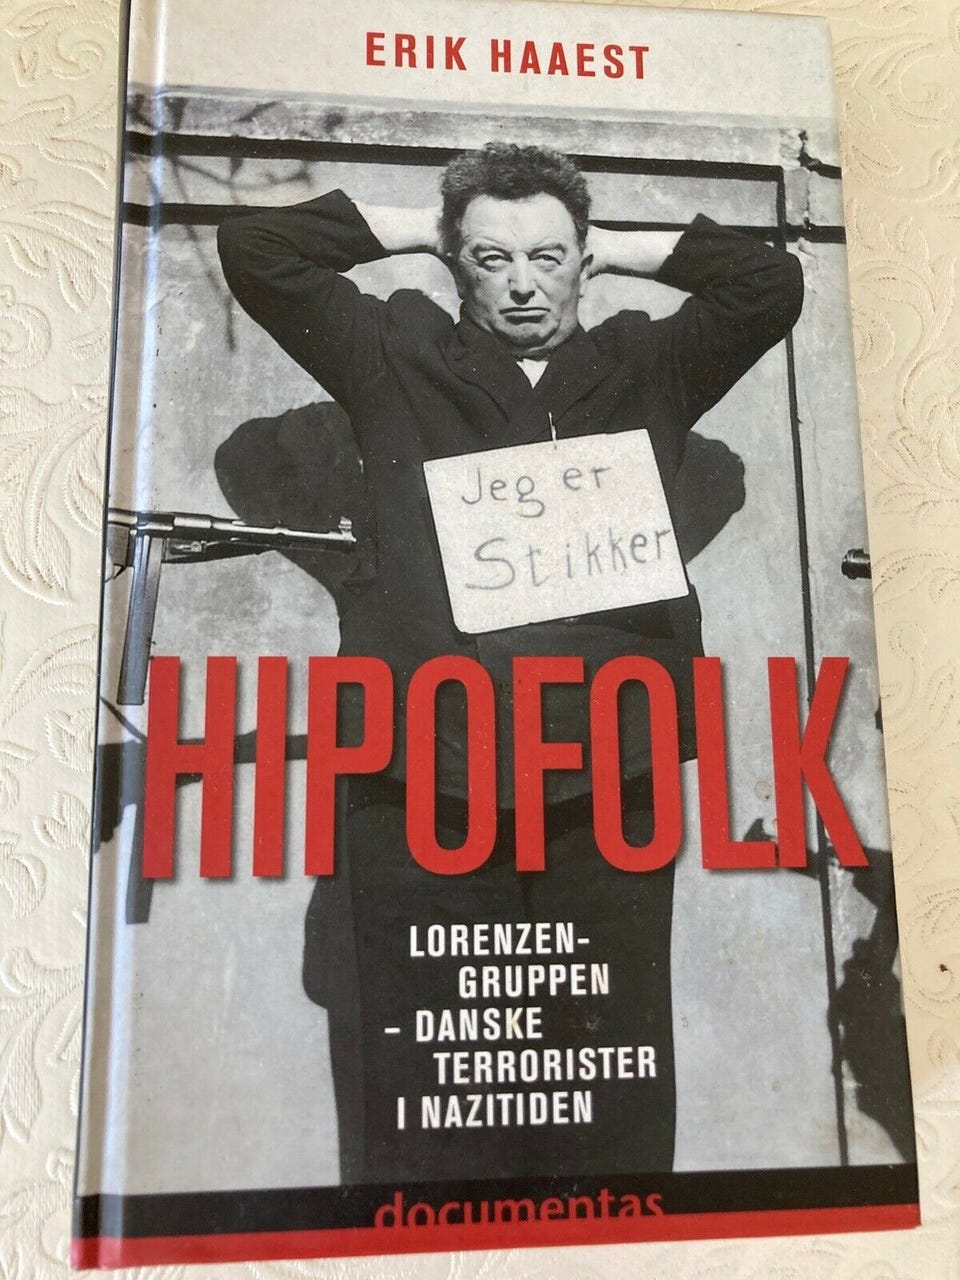 ERIK HAAEST
Jeg er
Stikker
HIPOFOLK
LORENZEN-
GRUPPEN
– DANSKE
TERRORISTER
I NAZITIDEN
documentas